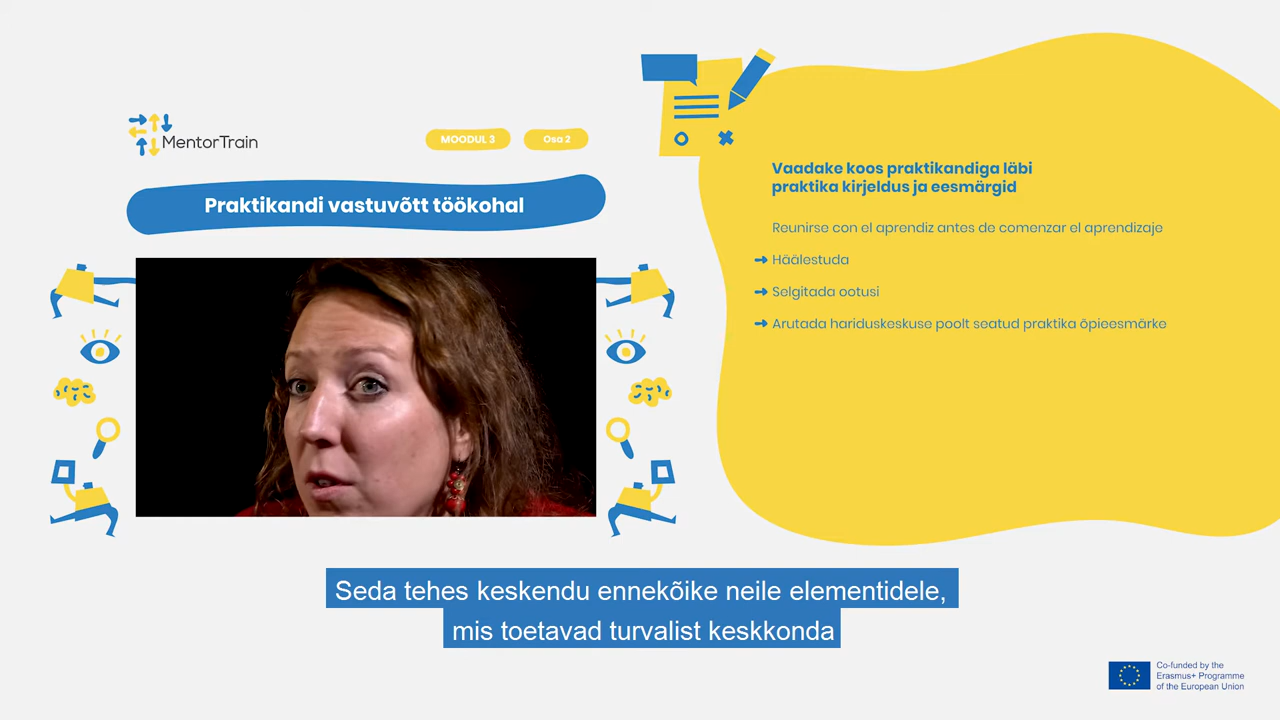 MentorTrain
MOODUL 3
Osa 2
Praktikandi vastuvõtt töökohal
Vaadake koos praktikandiga läbi
praktika kirjeldus ja eesmärgid
Reunirse con el aprendiz antes de comenzar el aprendizaje
Häälestuda
Selgitada ootusi
Arutada hariduskeskuse poolt seatud praktika õpieesmärke
Seda tehes keskendu ennekõike neile elementidele,
mis toetavad turvalist keskkonda
Co-funded by the
Erasmus+ Programme
of the European Union